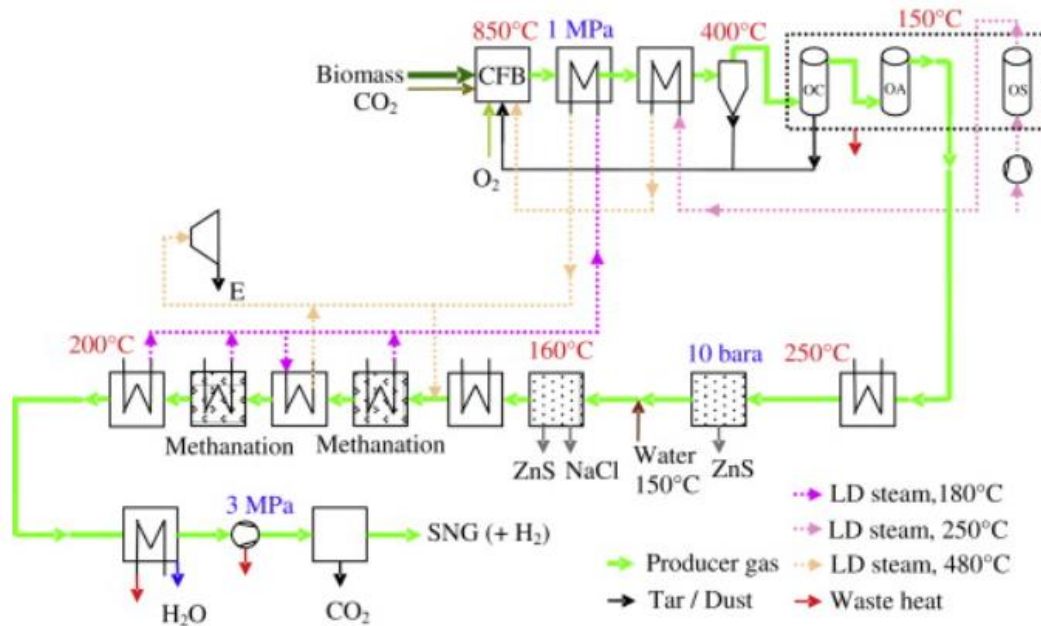 850°C
1 MPa
400°C
150°C
Biomass
CO₂
CFB
OC
OA
OS
O₂
E
200°C
160°C
10 bara
250°C
Methanation
Methanation
ZnS
NaCl
Water
150°C
ZnS
3 MPa
SNG (+ H₂)
H₂O
CO₂
Producer gas
Tar / Dust
LD steam,180°C
LD steam, 250°C
LD steam, 480°C
Waste heat